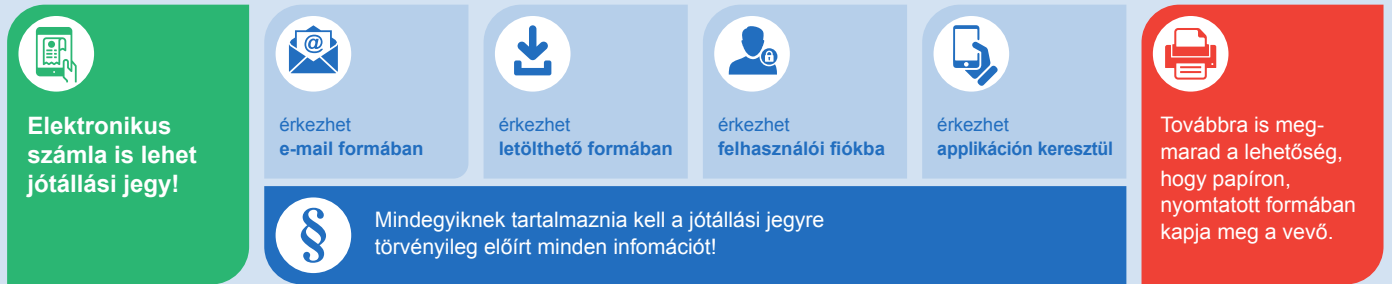 Elektronikus
számla is lehet
jótállási jegy!
érkezhet
e-mail formában
érkezhet
letölthető formában
érkezhet
felhasználói fiókba
érkezhet
applikáción keresztül
§ Mindegyiknek tartalmaznia kell a jótállási jegyre
törvényileg előírt minden infomációt!
Továbbra is meg-
marad a lehetőség,
hogy papíron,
nyomtatott formában
kapja meg a vevő.